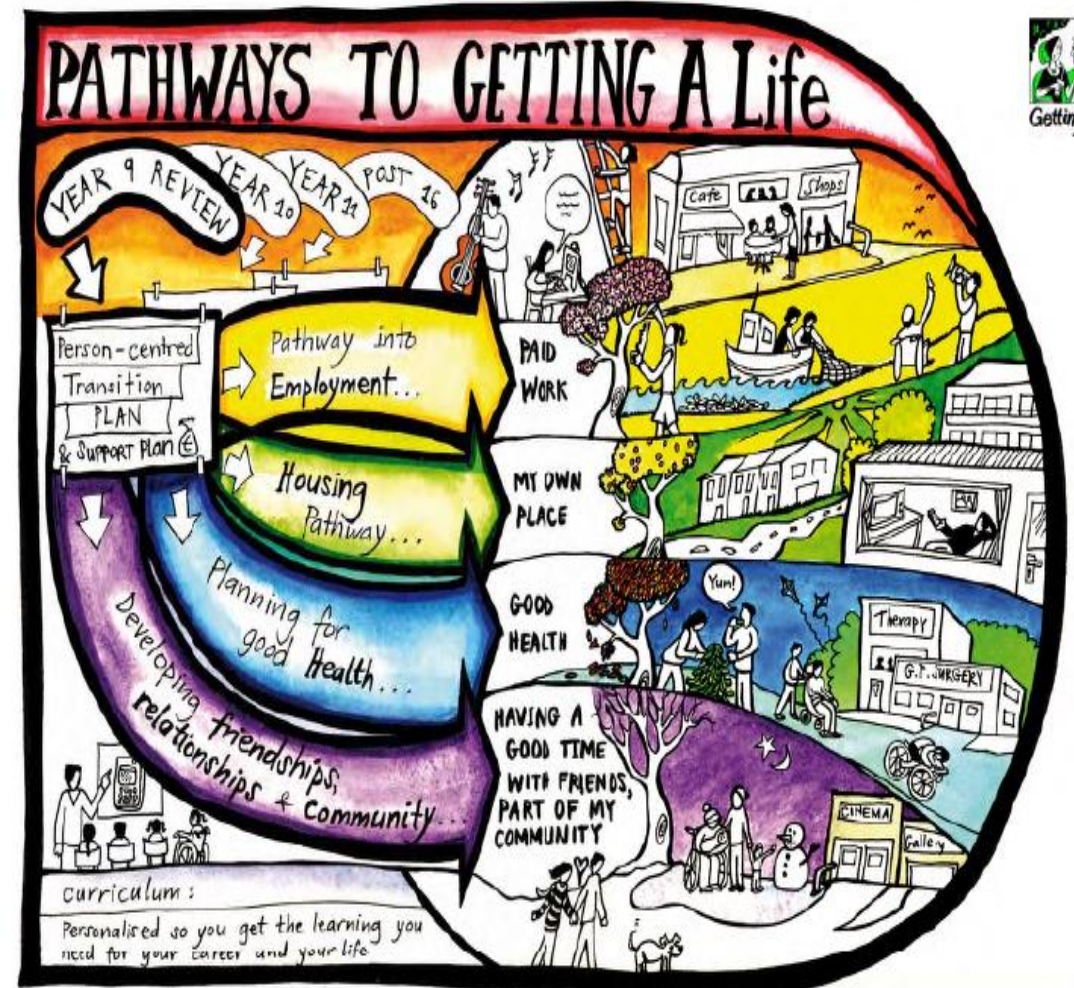 PATHWAYS TO GETTING A Life
Gettin
YEAR 9 REVIEW
YEAR 10
YEAR 11
POST 16
Person-centred
Transition
PLAN
& SUPPORT Plan £
Pathway into
Employment...
PAID
WORK
Cafe
Shops
Housing
Pathway...
MY OWN
PLACE
Planning for
good Health...
GOOD
HEALTH
Yum!
Therapy
G.P. SURGERY
Developing friendships,
relationships & community...
HAVING A
GOOD TIME
WITH FRIENDS,
PART OF MY
COMMUNITY
CINEMA
Gallery
Curriculum:
Personalised so you get the learning you
need for your career and your life